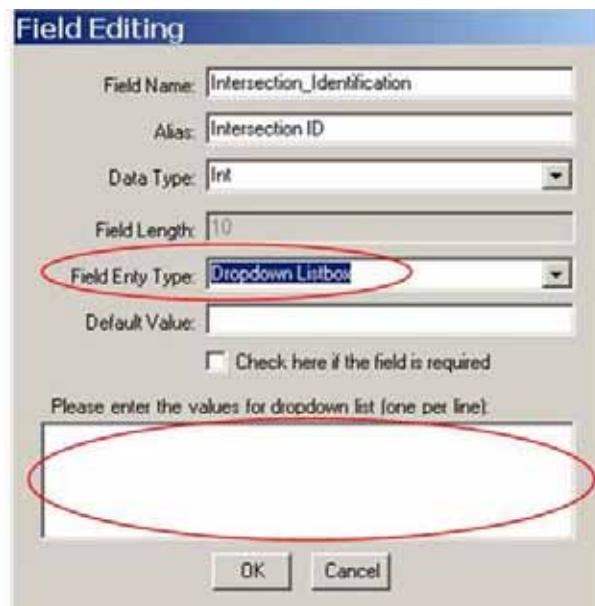 Field Editing
Field Name: Intersection_Identification
Alias: Intersection ID
Data Type: Int
Field Length: 10
Field Enty Type: Dropdown Listbox
Default Value:
Check here if the field is required
Please enter the values for dropdown list (one per line):
OK Cancel